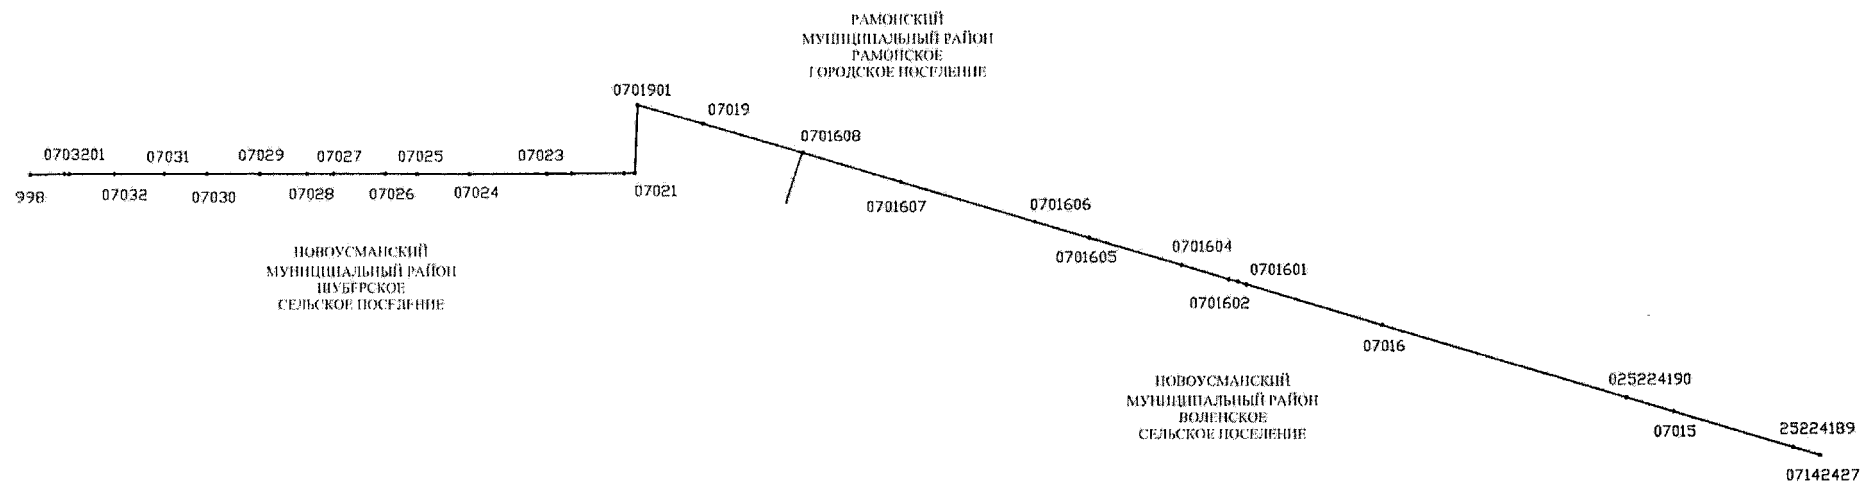 РАМОНСКИЙ
МУНИЦИПАЛЬНЫЙ РАЙОН
РАМОНСКОЕ
ГОРОДСКОЕ ПОСЕЛЕНИЕ
0701901
07019
0701608
0703201
07031
07029
07027
07025
07023
998
07032
07030
07028
07026
07024
07021
0701607
0701606
0701605
0701604
0701601
0701602
НОВОУСМАНСКИЙ
МУНИЦИПАЛЬНЫЙ РАЙОН
ШУБЕРСКОЕ
СЕЛЬСКОЕ ПОСЕЛЕНИЕ
07016
НОВОУСМАНСКИЙ
МУНИЦИПАЛЬНЫЙ РАЙОН
ВОЛЕНСКОЕ
СЕЛЬСКОЕ ПОСЕЛЕНИЕ
025224190
07015
25224189
07142427